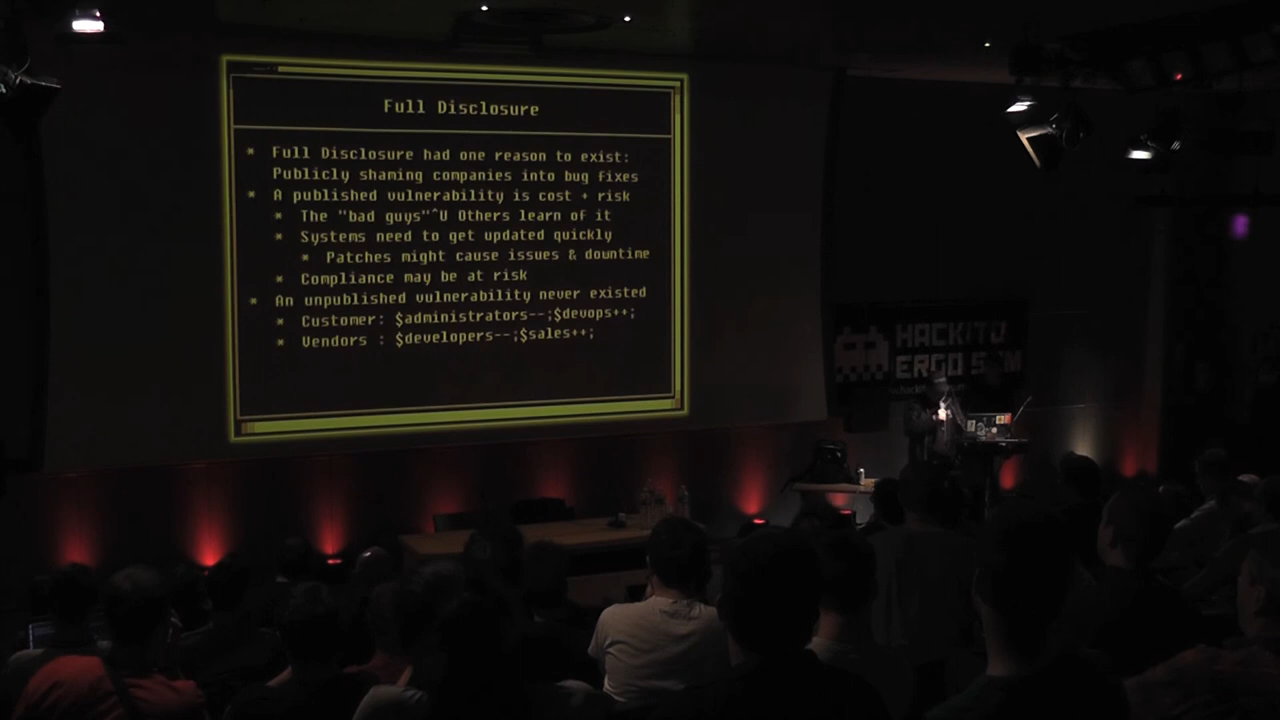 Full Disclosure
* Full Disclosure had one reason to exist:
Publicly shaming companies into bug fixes
* A published vulnerability is cost + risk
* The "bad guys"^U Others learn of it
* Systems need to get updated quickly
* Patches might cause issues & downtime
* Compliance may be at risk
* An unpublished vulnerability never existed
* Customer: $administrators--;$devops++;
* Vendors : $developers--;$sales++;
HACKITO
ERGO SUM